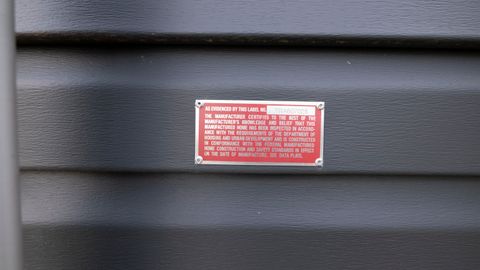 AS EVIDENCED BY THIS LABEL NO.
THE MANUFACTURER CERTIFIES TO THE BEST OF THE
MANUFACTURER'S KNOWLEDGE AND BELIEF THAT THIS
MANUFACTURED HOME HAS BEEN INSPECTED IN ACCORD-
ANCE WITH THE REQUIREMENTS OF THE DEPARTMENT OF
HOUSING AND URBAN DEVELOPMENT AND IS CONSTRUCTED
IN CONFORMANCE WITH THE FEDERAL MANUFACTURED
HOME CONSTRUCTION AND SAFETY STANDARDS IN EFFECT
ON THE DATE OF MANUFACTURE. SEE DATA PLATE.